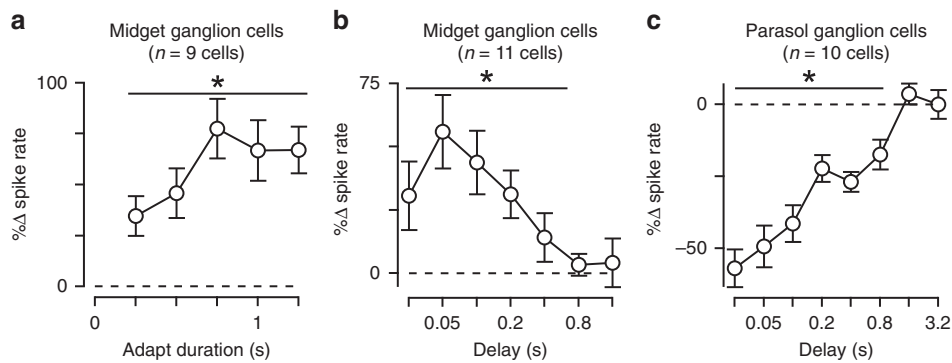 a
Midget ganglion cells
(n = 9 cells)
*
100
0
%Δ spike rate
0
1
Adapt duration (s)
b
Midget ganglion cells
(n = 11 cells)
*
75
0
%Δ spike rate
0.05
0.2
0.8
Delay (s)
c
Parasol ganglion cells
(n = 10 cells)
*
0
−50
%Δ spike rate
0.05
0.2
0.8
3.2
Delay (s)